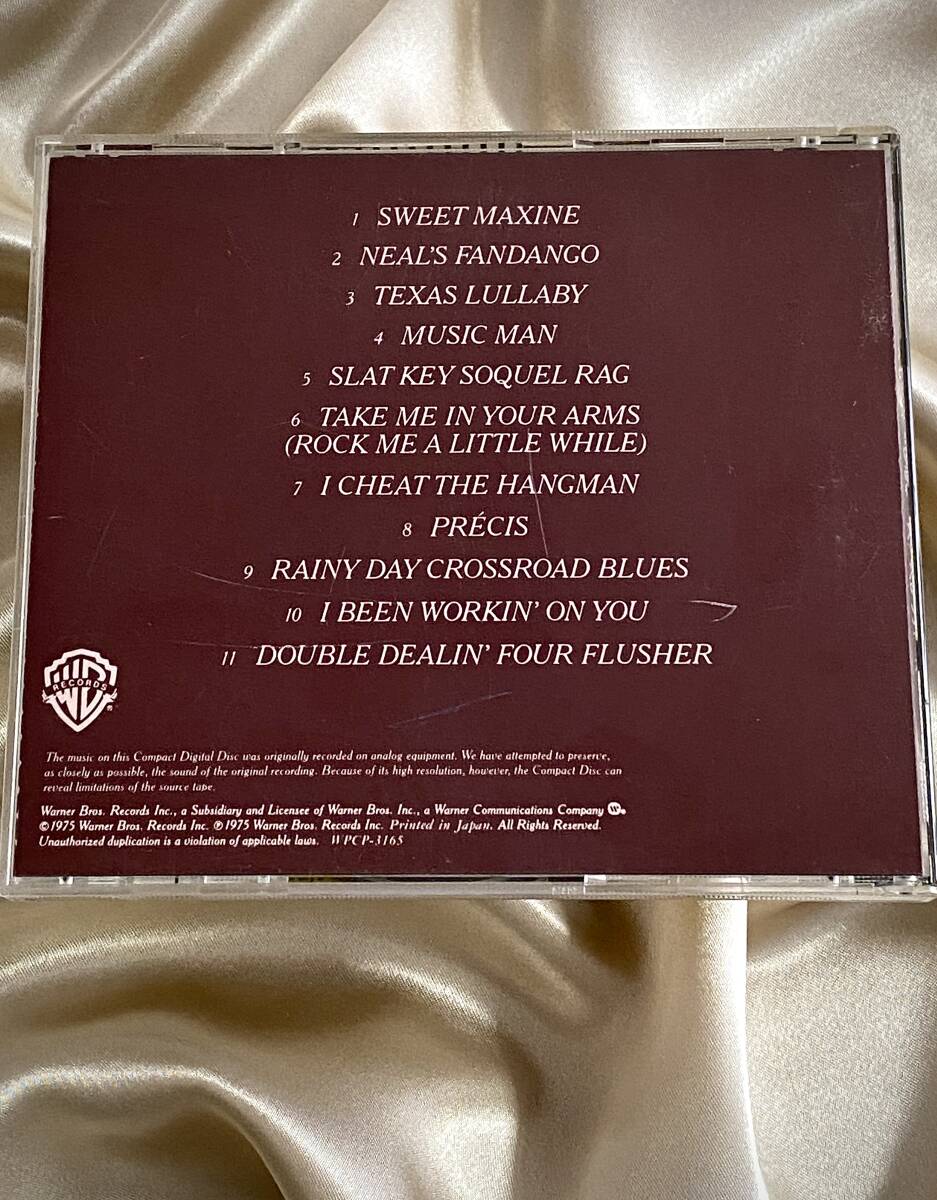 1 SWEET MAXINE
2 NEAL'S FANDANGO
3 TEXAS LULLABY
4 MUSIC MAN
5 SLAT KEY SOQUEL RAG
6 TAKE ME IN YOUR ARMS
(ROCK ME A LITTLE WHILE)
7 I CHEAT THE HANGMAN
8 PRÉCIS
9 RAINY DAY CROSSROAD BLUES
10 I BEEN WORKIN' ON YOU
11 DOUBLE DEALIN' FOUR FLUSHER
WB
RECORDS
®
The music on this Compact Digital Disc was originally recorded on analog equipment. We have attempted to preserve,
as closely as possible, the sound of the original recording. Because of its high resolution, however, the Compact Disc can
reveal limitations of the source tape.
Warner Bros. Records Inc., a Subsidiary and Licensee of Warner Bros. Inc., a Warner Communications Company
© 1975 Warner Bros. Records Inc. ℗ 1975 Warner Bros. Records Inc. Printed in Japan. All Rights Reserved.
Unauthorized duplication is a violation of applicable laws. WPCP-3165